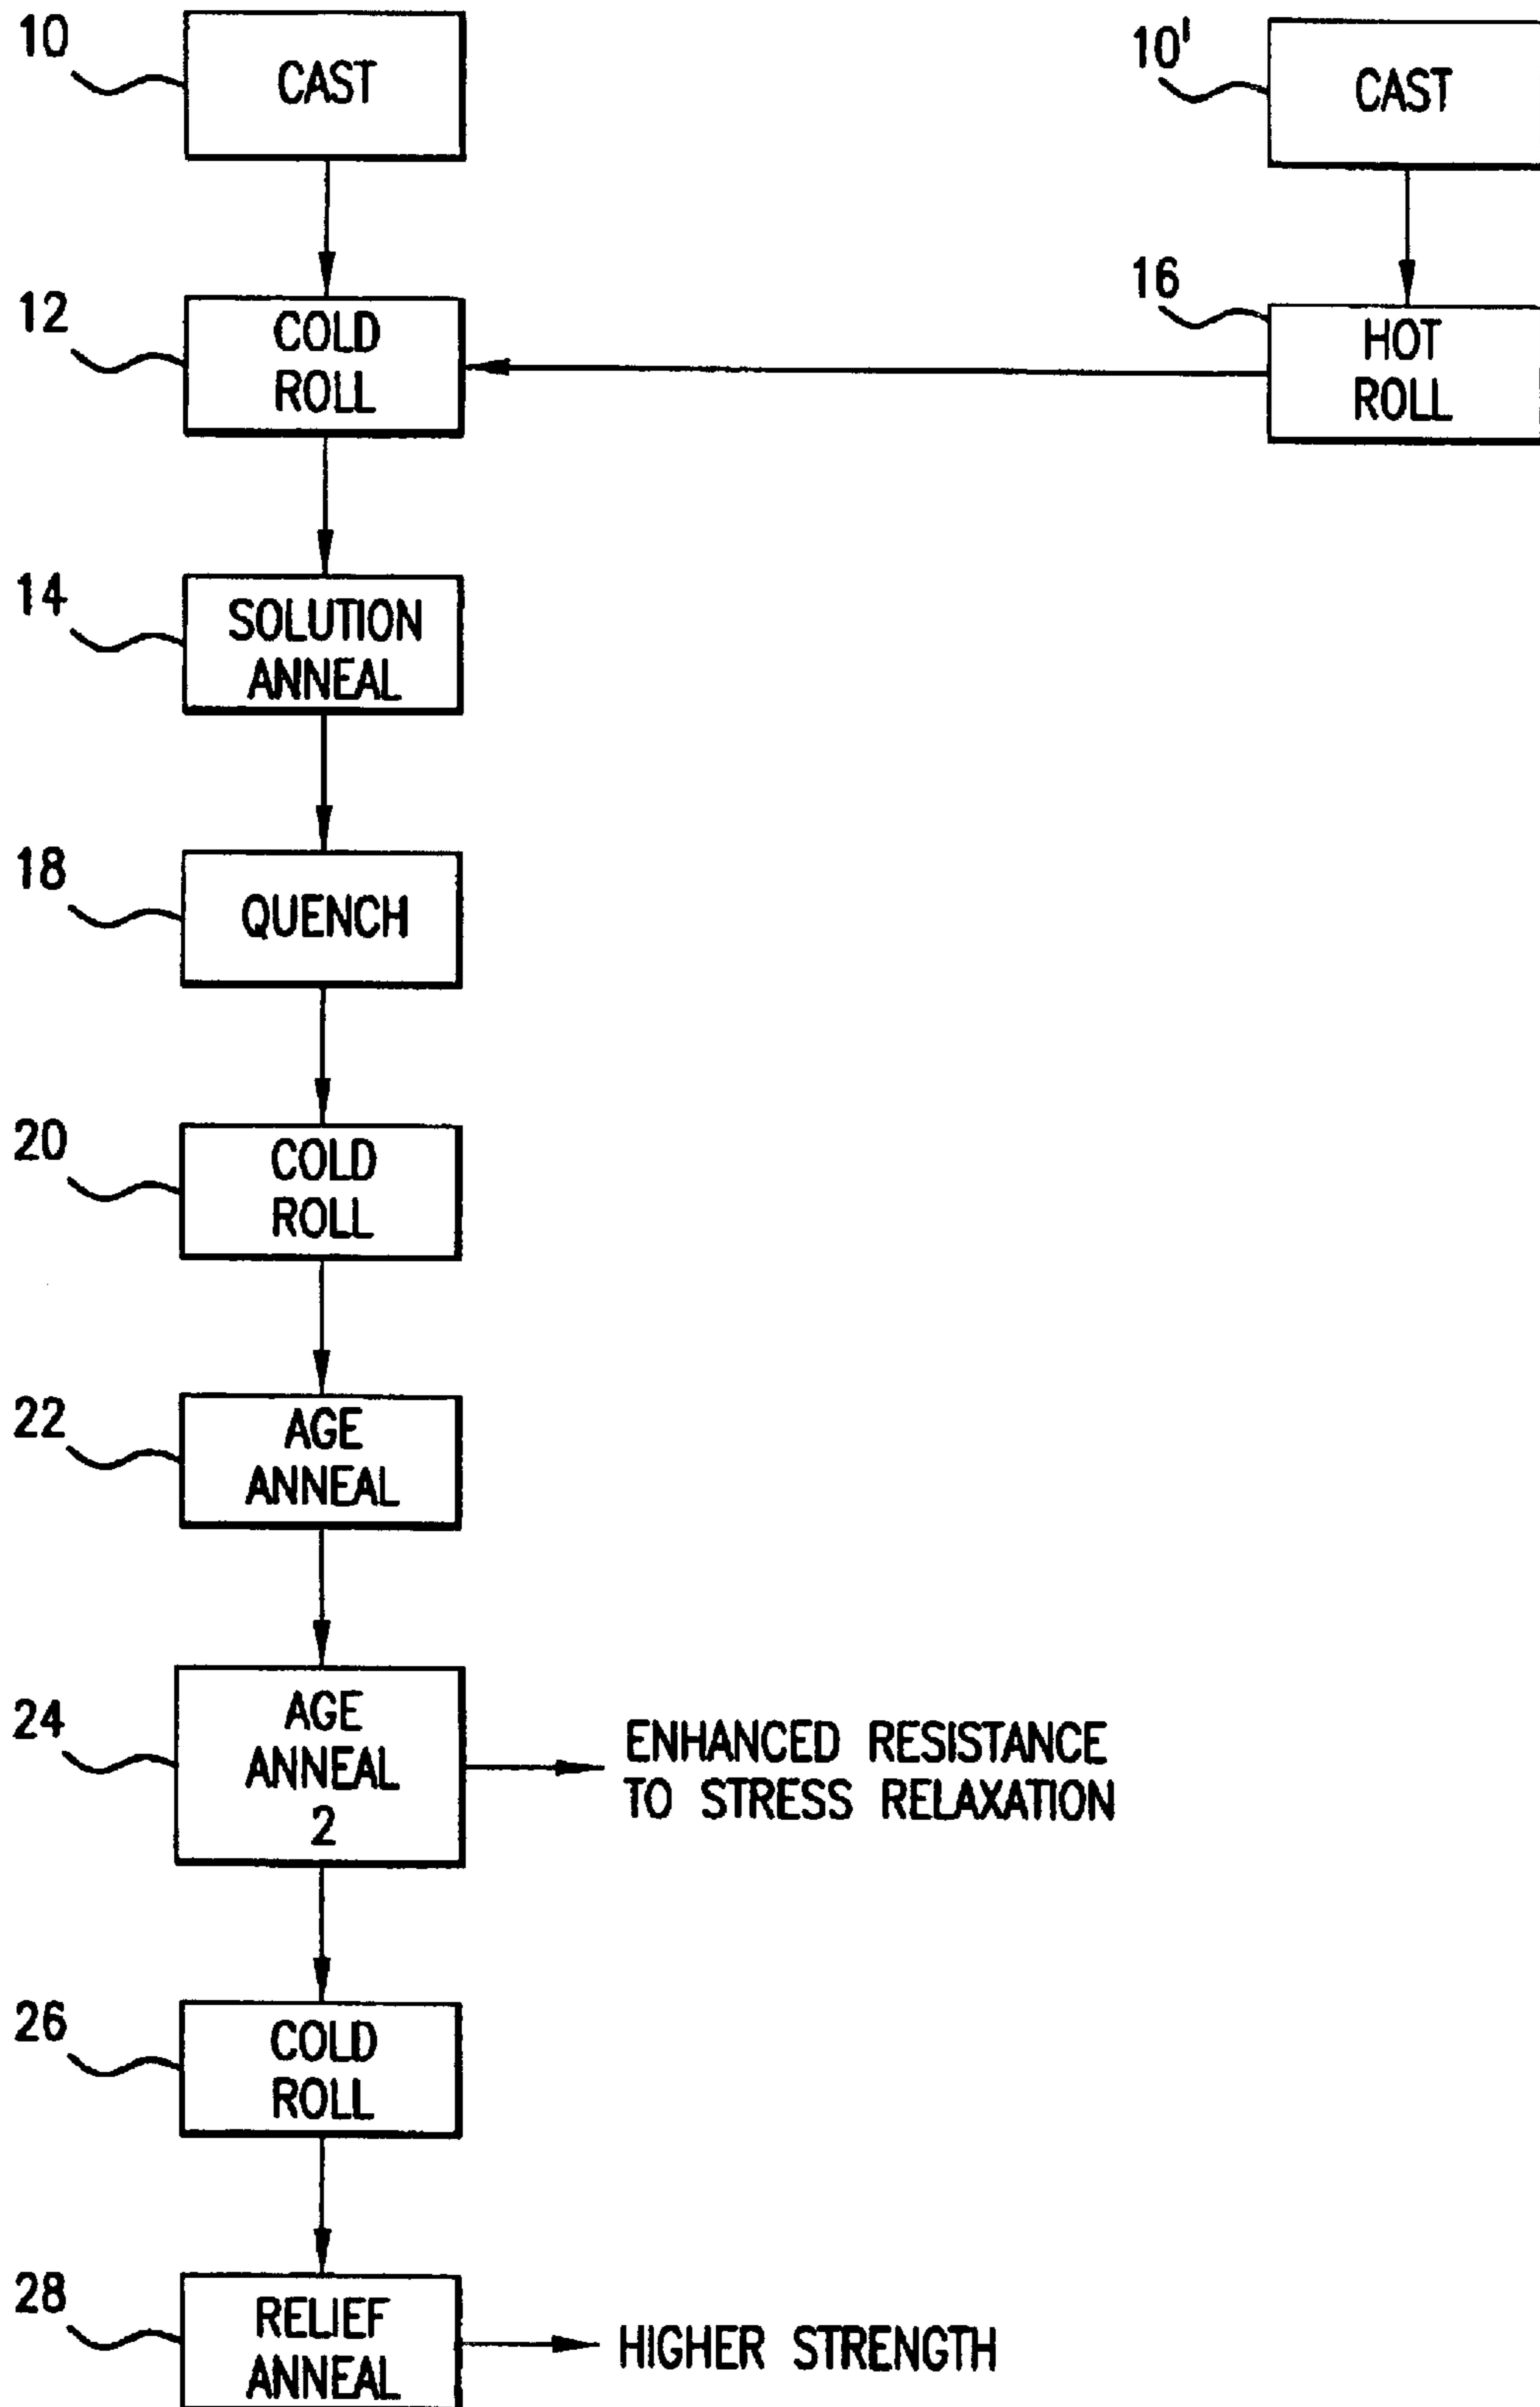 10
CAST
10'
CAST
12
COLD
ROLL
16
HOT
ROLL
14
SOLUTION
ANNEAL
18
QUENCH
20
COLD
ROLL
22
AGE
ANNEAL
24
AGE
ANNEAL
2
ENHANCED RESISTANCE
TO STRESS RELAXATION
26
COLD
ROLL
28
RELIEF
ANNEAL
HIGHER STRENGTH